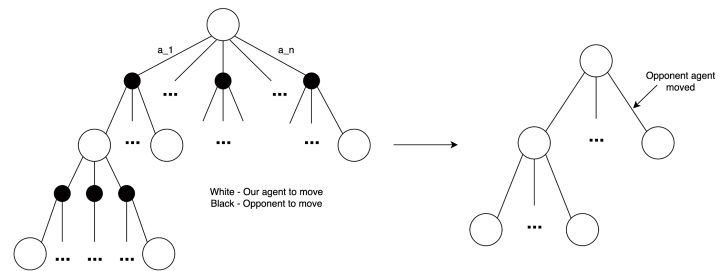 a_1
a_n
...
...
...
...
...
...
...
...
White - Our agent to move
Black - Opponent to move
Opponent agent
moved
...
...